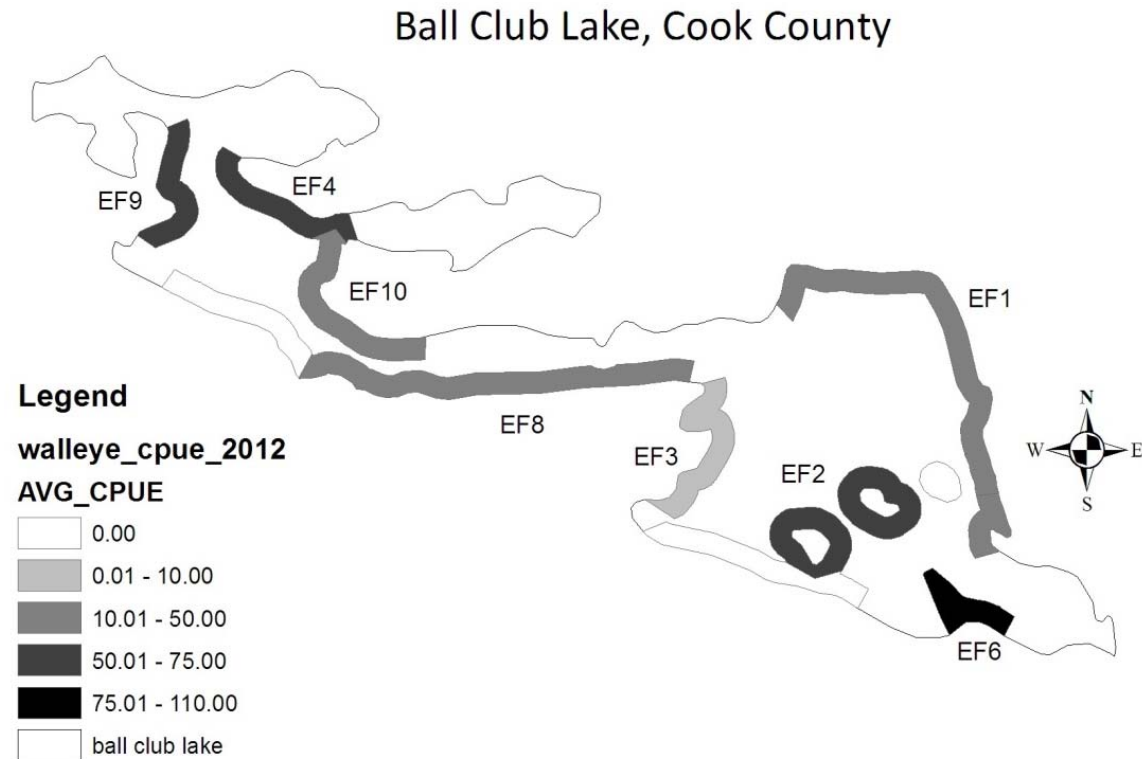 Ball Club Lake, Cook County
EF9
EF4
EF10
EF1
EF8
EF3
EF2
EF6
N
W
E
S
Legend
walleye_cpue_2012
AVG_CPUE
0.00
0.01 - 10.00
10.01 - 50.00
50.01 - 75.00
75.01 - 110.00
ball club lake